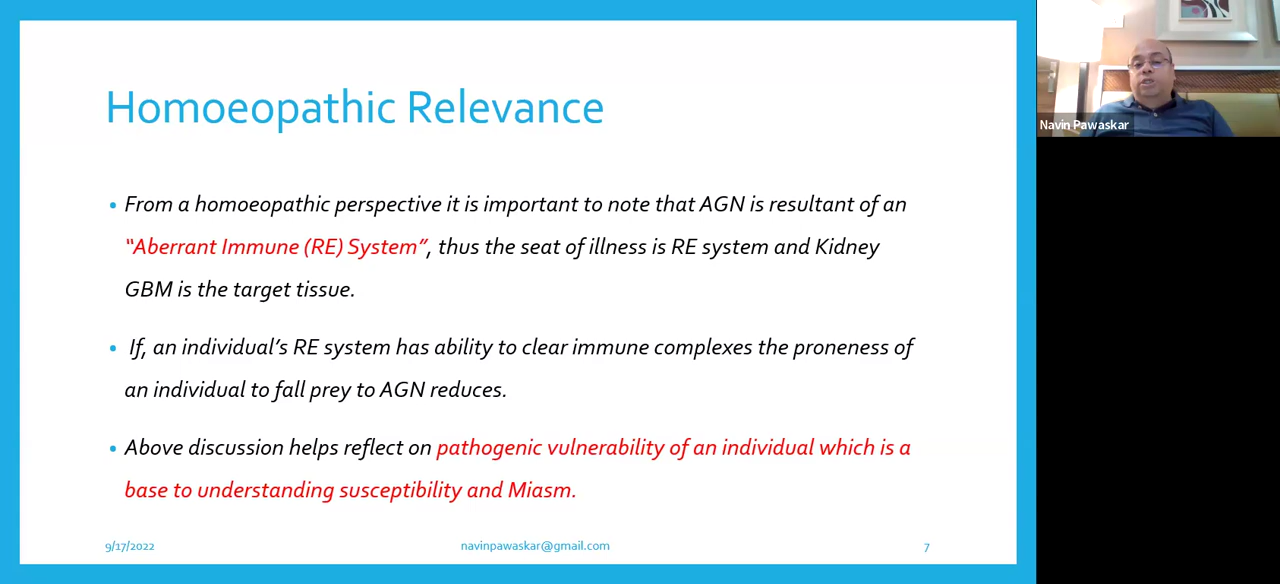 Homoeopathic Relevance
• From a homoeopathic perspective it is important to note that AGN is resultant of an
“Aberrant Immune (RE) System”, thus the seat of illness is RE system and Kidney
GBM is the target tissue.
• If, an individual’s RE system has ability to clear immune complexes the proneness of
an individual to fall prey to AGN reduces.
• Above discussion helps reflect on pathogenic vulnerability of an individual which is a
base to understanding susceptibility and Miasm.
9/17/2022 navinpawaskar@gmail.com 7
Navin Pawaskar